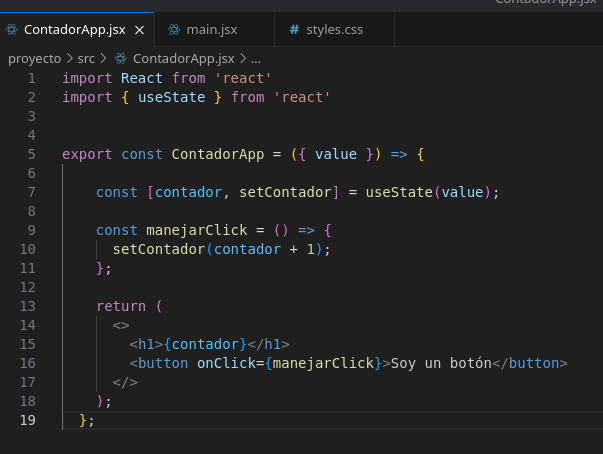 ContadorApp.jsx
ContadorApp.jsx × main.jsx # styles.css
proyecto > src > ContadorApp.jsx > ...
1 import React from 'react'
2 import { useState } from 'react'
3
4
5 export const ContadorApp = ({ value }) => {
6
7 const [contador, setContador] = useState(value);
8
9 const manejarClick = () => {
10 setContador(contador + 1);
11 };
12
13 return (
14 <>
15 <h1>{contador}</h1>
16 <button onClick={manejarClick}>Soy un botón</button>
17 </>
18 );
19 };